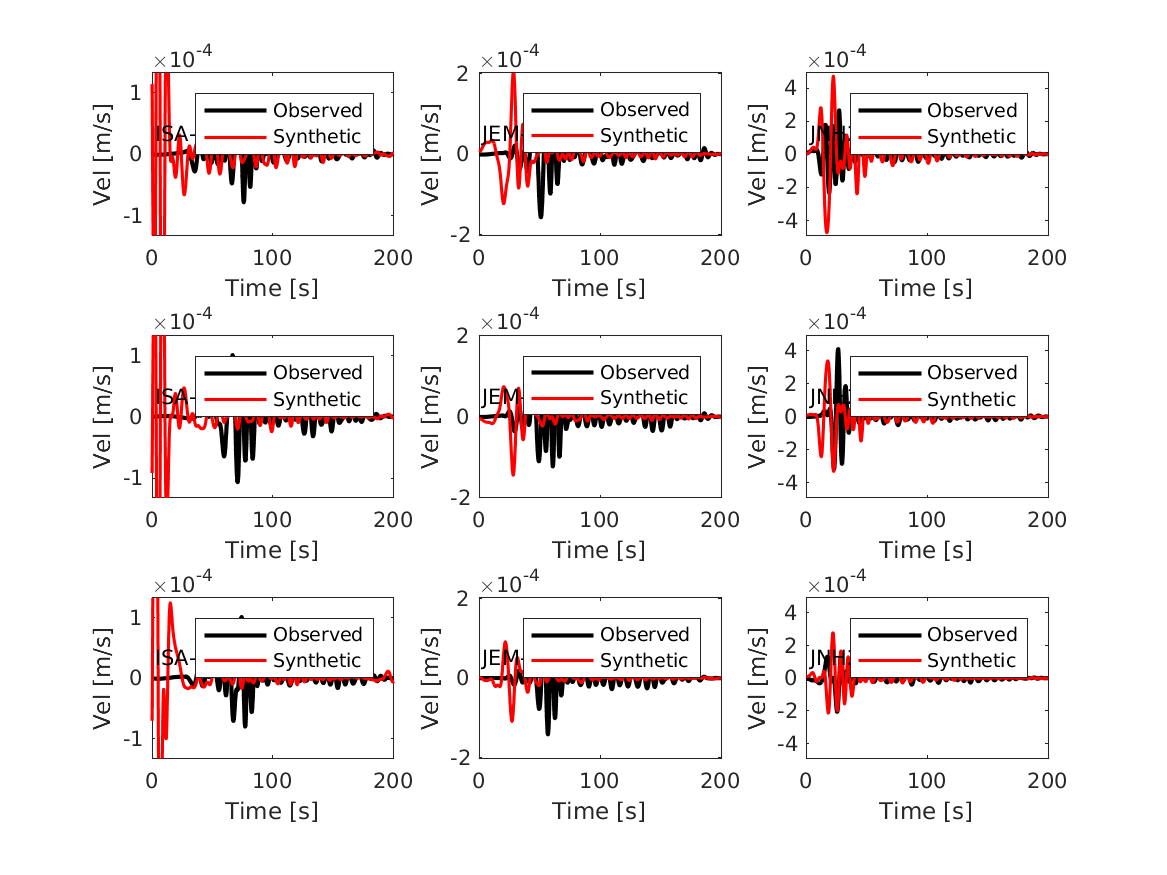 ×10-4 ×10-4 ×10-4
1 0 -1 2 0 -2 4 2 0 -2 -4
Vel [m/s] Vel [m/s] Vel [m/s]
Observed Observed Observed
ISA- Synthetic JEM Synthetic Synthetic
0 100 200 0 100 200 0 100 200
Time [s] Time [s] Time [s]
×10-4 ×10-4 ×10-4
1 0 -1 2 0 -2 4 2 0 -2 -4
Vel [m/s] Vel [m/s] Vel [m/s]
Observed Observed Observed
ISA- Synthetic JEM Synthetic Synthetic
0 100 200 0 100 200 0 100 200
Time [s] Time [s] Time [s]
×10-4 ×10-4 ×10-4
1 0 -1 2 0 -2 4 2 0 -2 -4
Vel [m/s] Vel [m/s] Vel [m/s]
Observed Observed Observed
ISA- Synthetic JEM Synthetic Synthetic
0 100 200 0 100 200 0 100 200
Time [s] Time [s] Time [s]